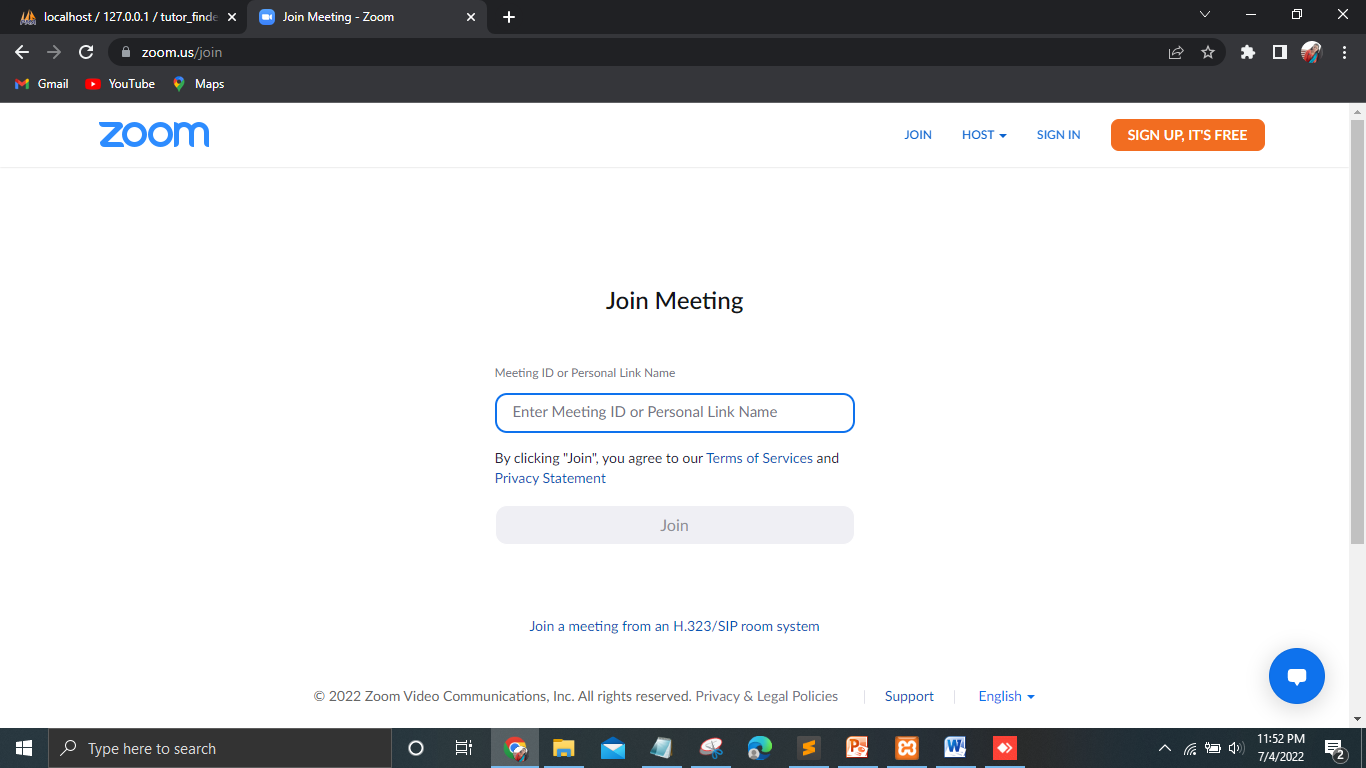 localhost / 127.0.0.1 / tutor_finde
Join Meeting - Zoom
zoom.us/join
Gmail
YouTube
Maps
zoom
JOIN
HOST
SIGN IN
SIGN UP, IT'S FREE
Join Meeting
Meeting ID or Personal Link Name
Enter Meeting ID or Personal Link Name
By clicking "Join", you agree to our Terms of Services and
Privacy Statement
Join
Join a meeting from an H.323/SIP room system
© 2022 Zoom Video Communications, Inc. All rights reserved. Privacy & Legal Policies
Support
English
Type here to search
11:52 PM
7/4/2022
2